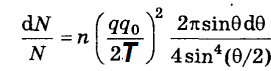 dN/N = n (qq₀/2T)² 2π sinθ dθ / 4 sin⁴(θ/2)